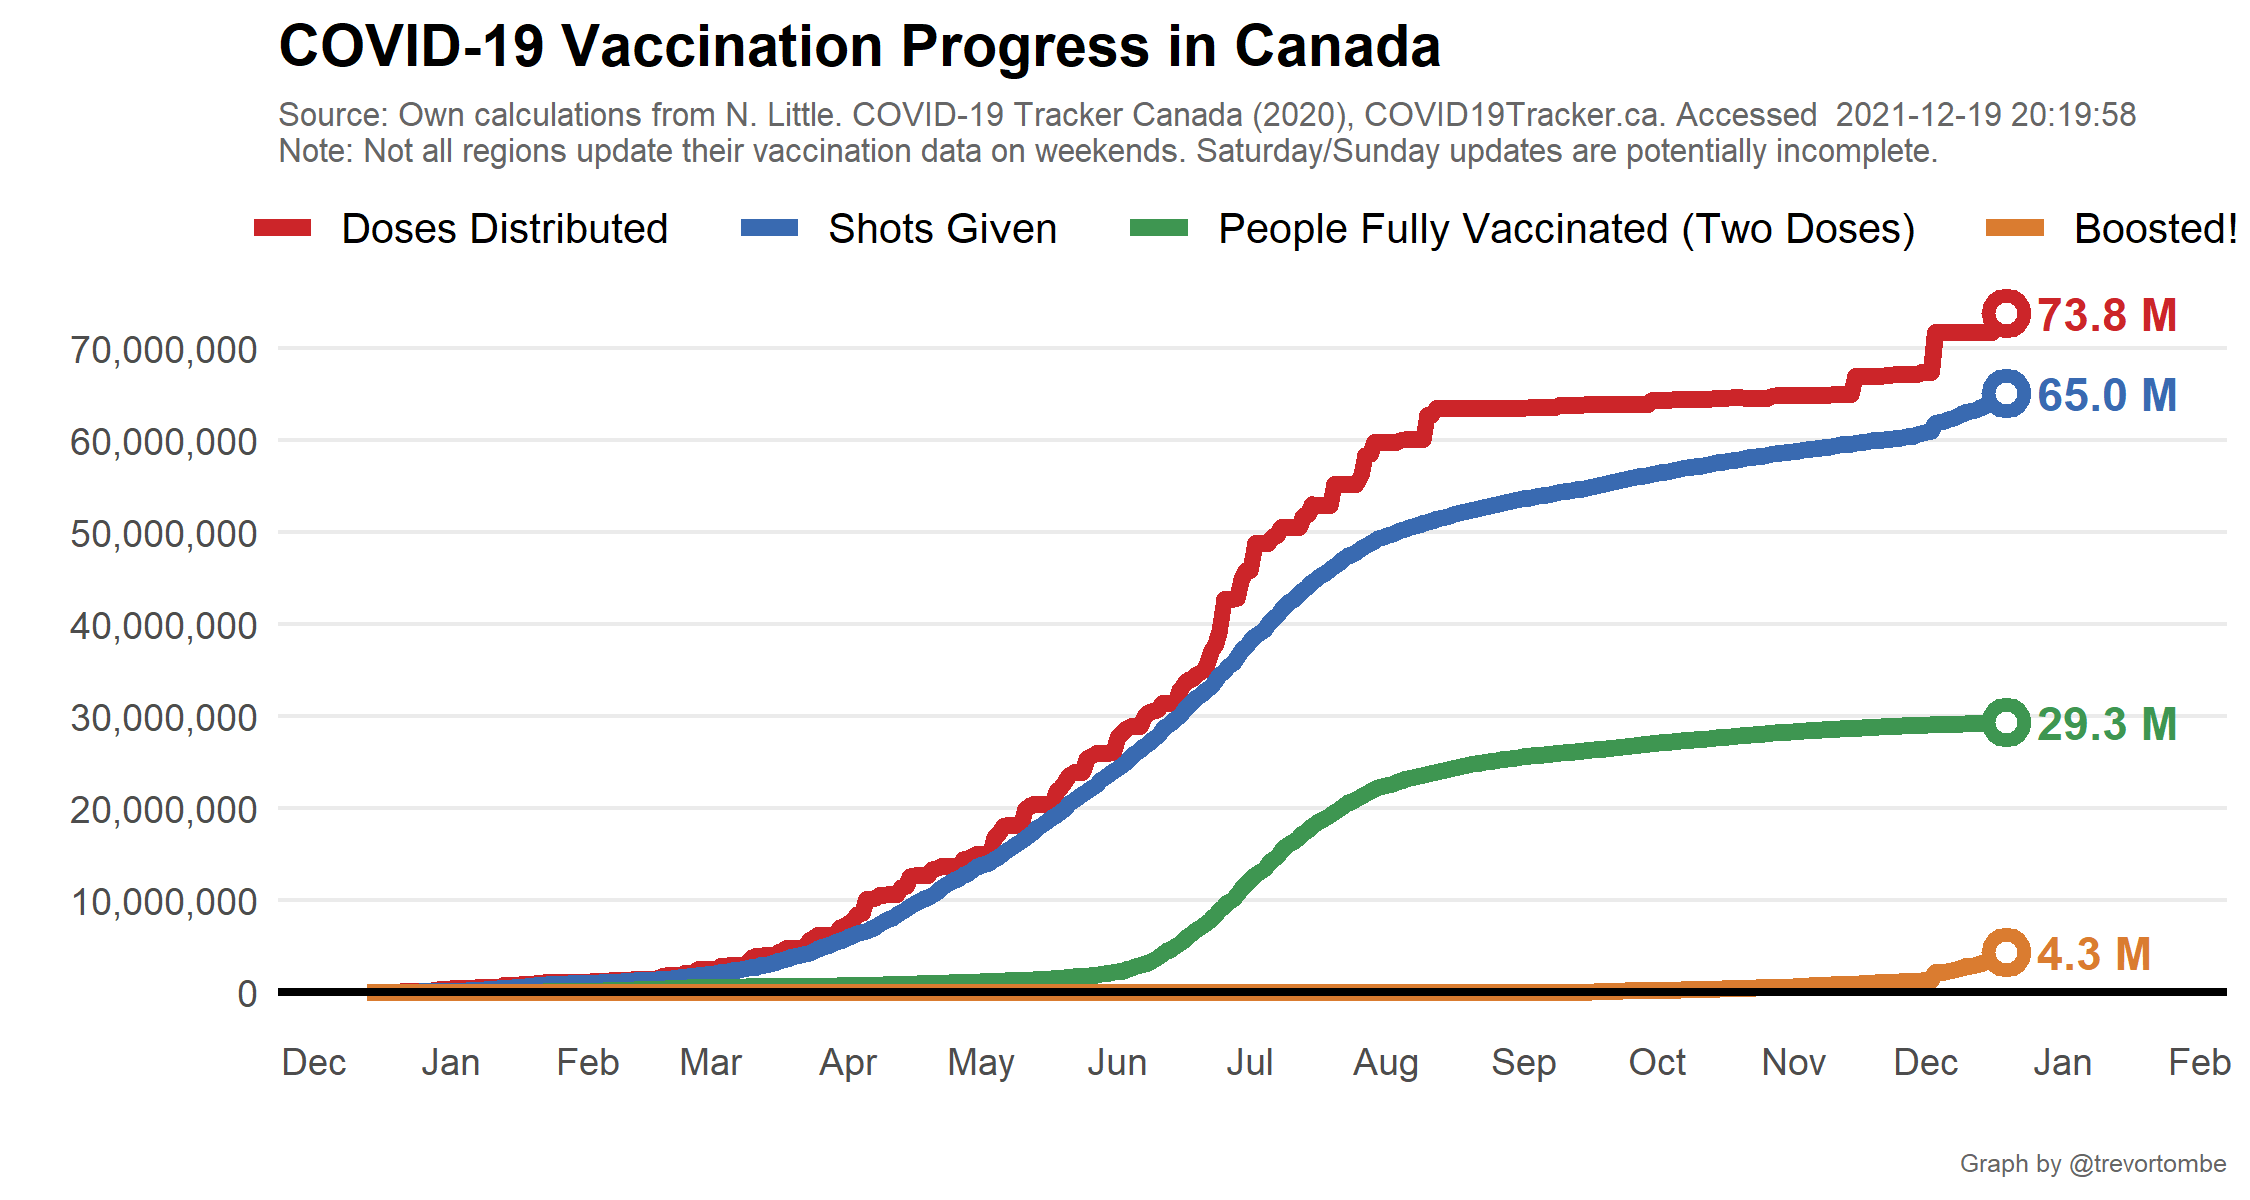 COVID-19 Vaccination Progress in Canada
Source: Own calculations from N. Little. COVID-19 Tracker Canada (2020), COVID19Tracker.ca. Accessed  2021-12-19 20:19:58
Note: Not all regions update their vaccination data on weekends. Saturday/Sunday updates are potentially incomplete.
Doses Distributed Shots Given People Fully Vaccinated (Two Doses) Boosted!
73.8 M
70,000,000
65.0 M
60,000,000
50,000,000
40,000,000
30,000,000
29.3 M
20,000,000
10,000,000
4.3 M
0
Dec Jan Feb Mar Apr May Jun Jul Aug Sep Oct Nov Dec Jan Feb
Graph by @trevortombe